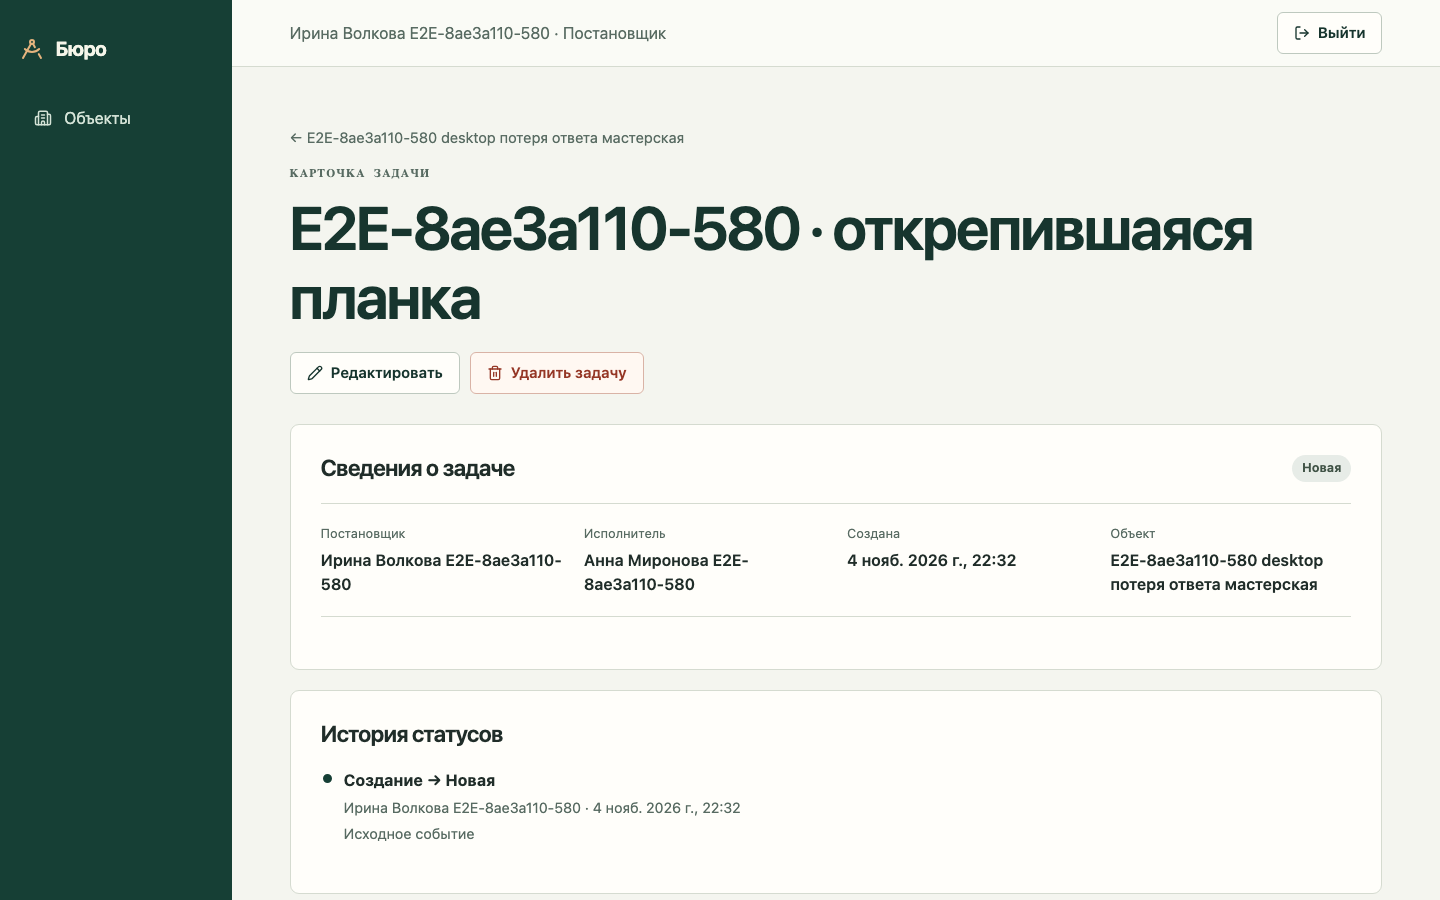 Бюро
Объекты
Ирина Волкова E2E-8ae3a110-580 · Постановщик
Выйти
← E2E-8ae3a110-580 desktop потеря ответа мастерская
КАРТОЧКА ЗАДАЧИ
E2E-8ae3a110-580 · открепившаяся
планка
Редактировать
Удалить задачу
Сведения о задаче
Новая
Постановщик
Ирина Волкова E2E-8ae3a110-
580
Исполнитель
Анна Миронова E2E-
8ae3a110-580
Создана
4 нояб. 2026 г., 22:32
Объект
E2E-8ae3a110-580 desktop
потеря ответа мастерская
История статусов
Создание → Новая
Ирина Волкова E2E-8ae3a110-580 · 4 нояб. 2026 г., 22:32
Исходное событие